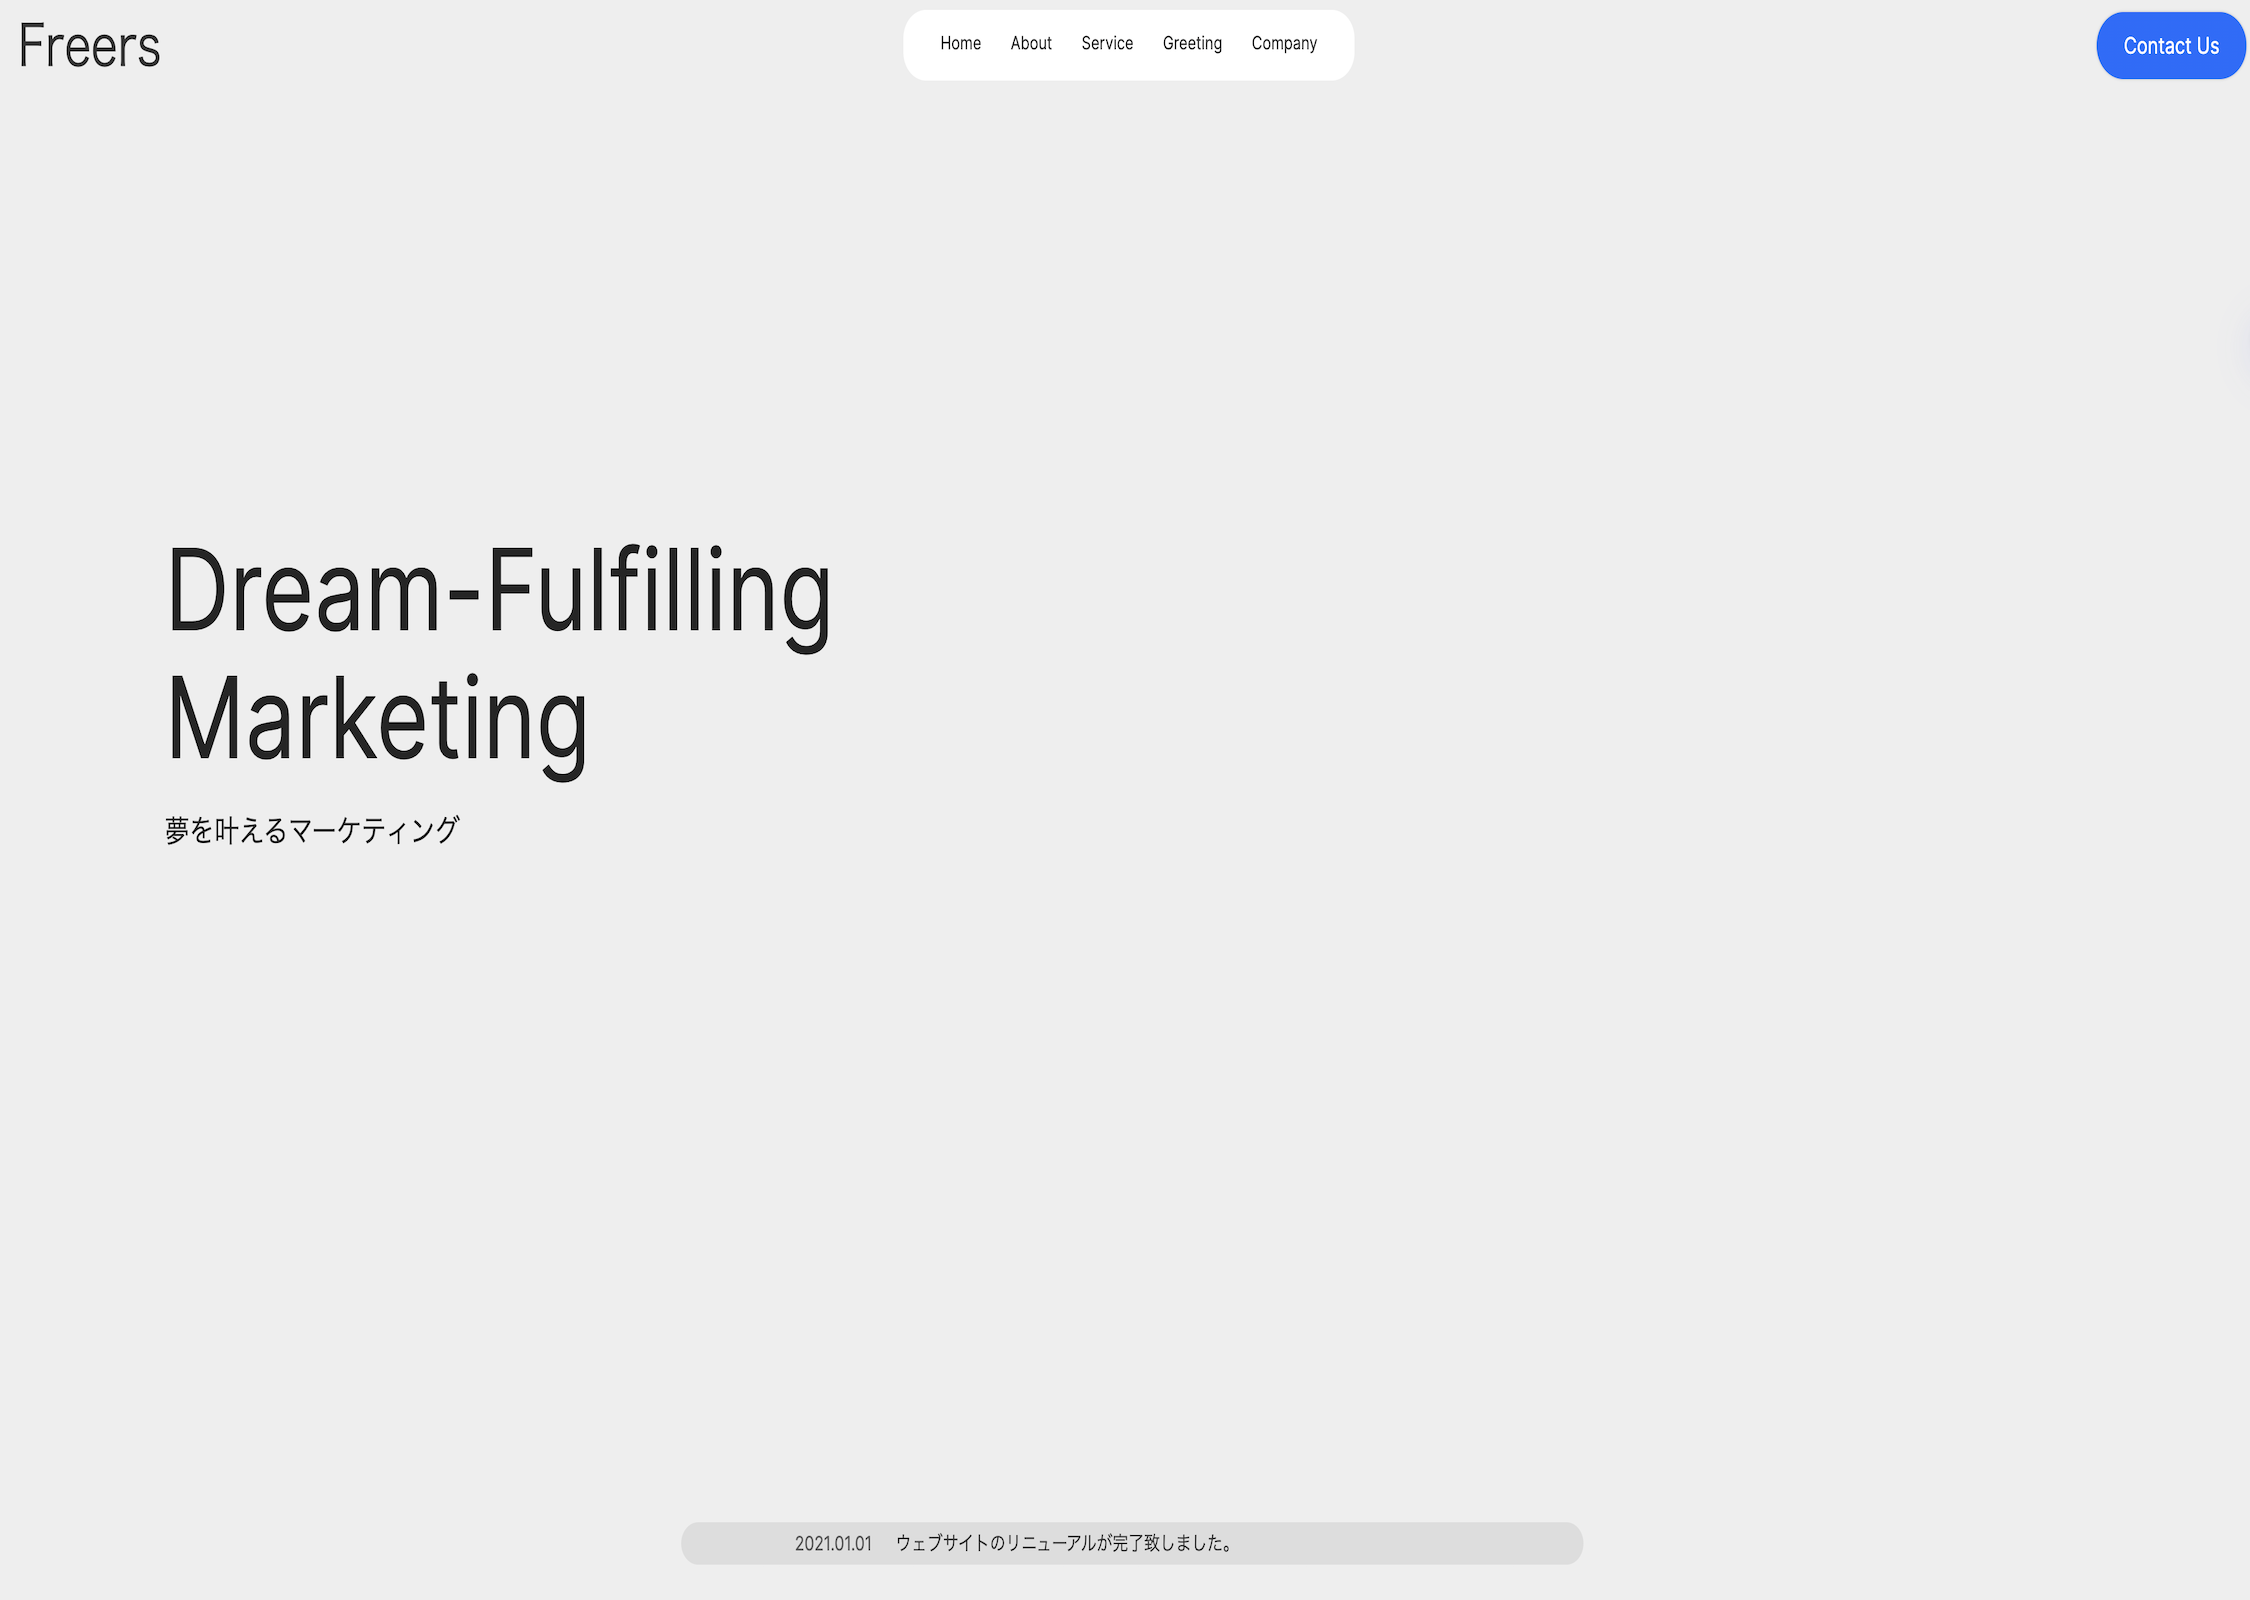 Freers
Home About Service Greeting Company
Contact Us
Dream-Fulfilling
Marketing
夢を叶えるマーケティング
2021.01.01 ウェブサイトのリニューアルが完了致しました。